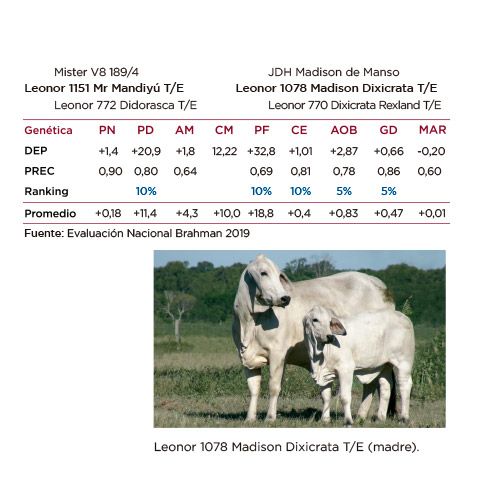 Mister V8 189/4 JDH Madison de Manso
Leonor 1151 Mr Mandiyú T/E Leonor 1078 Madison Dixicrata T/E
Leonor 772 Didorasca T/E Leonor 770 Dixicrata Rexland T/E
Genética PN PD AM CM PF CE AOB GD MAR
DEP +1,4 +20,9 +1,8 12,22 +32,8 +1,01 +2,87 +0,66 -0,20
PREC 0,90 0,80 0,64 0,69 0,81 0,78 0,86 0,60
Ranking 10% 10% 10% 5% 5%
Promedio +0,18 +11,4 +4,3 +10,0 +18,8 +0,4 +0,83 +0,47 +0,01
Fuente: Evaluación Nacional Brahman 2019
Leonor 1078 Madison Dixicrata T/E (madre).